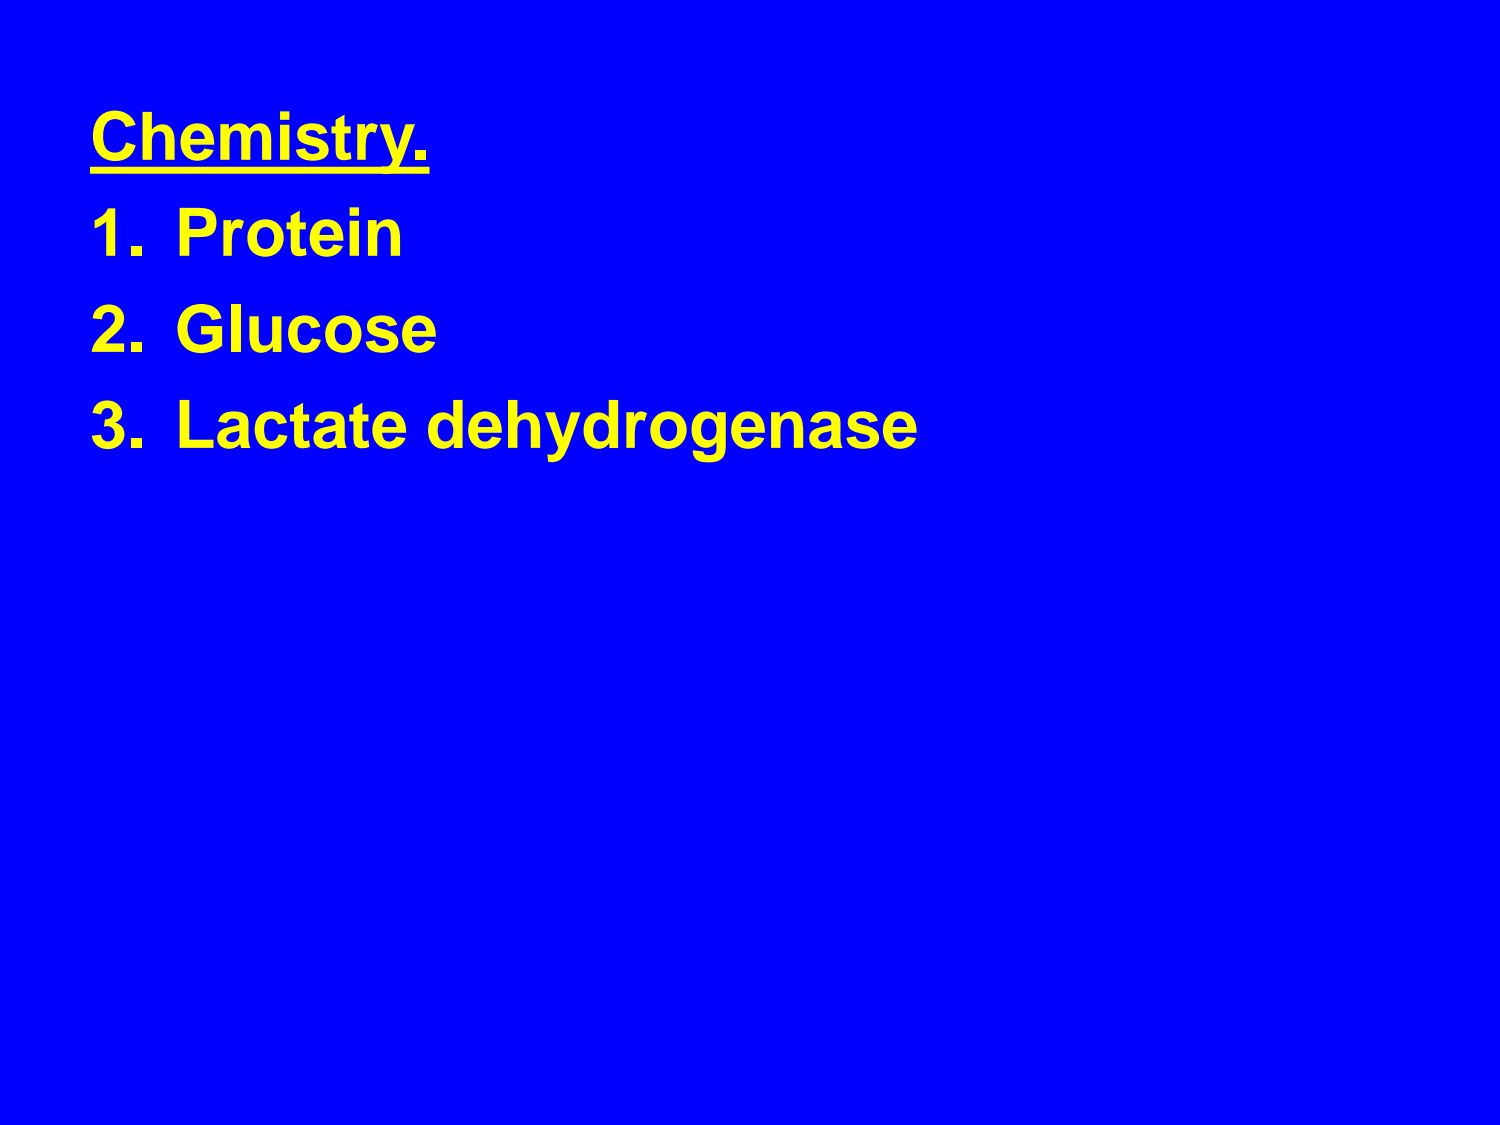 Chemistry.
1. Protein
2. Glucose
3. Lactate dehydrogenase